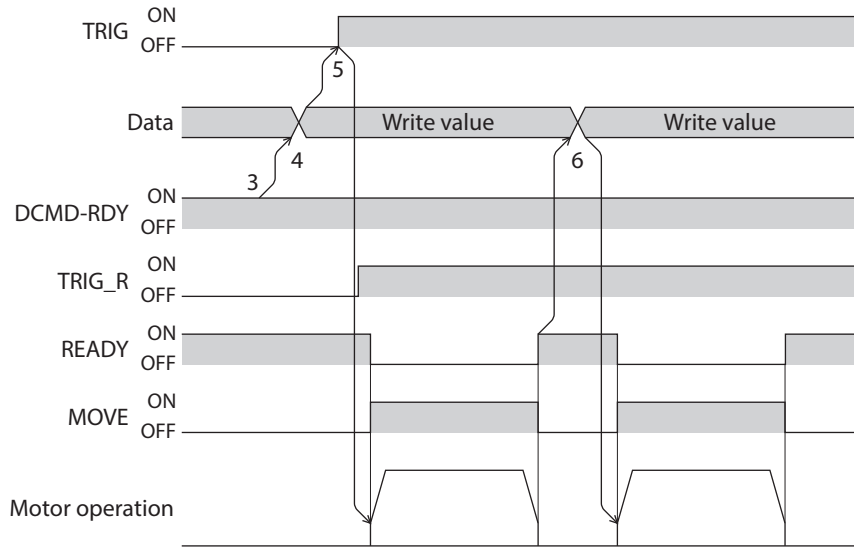 ON
TRIG
OFF
5
Data
Write value
Write value
4
6
3
ON
DCMD-RDY
OFF
ON
TRIG_R
OFF
ON
READY
OFF
ON
MOVE
OFF
Motor operation